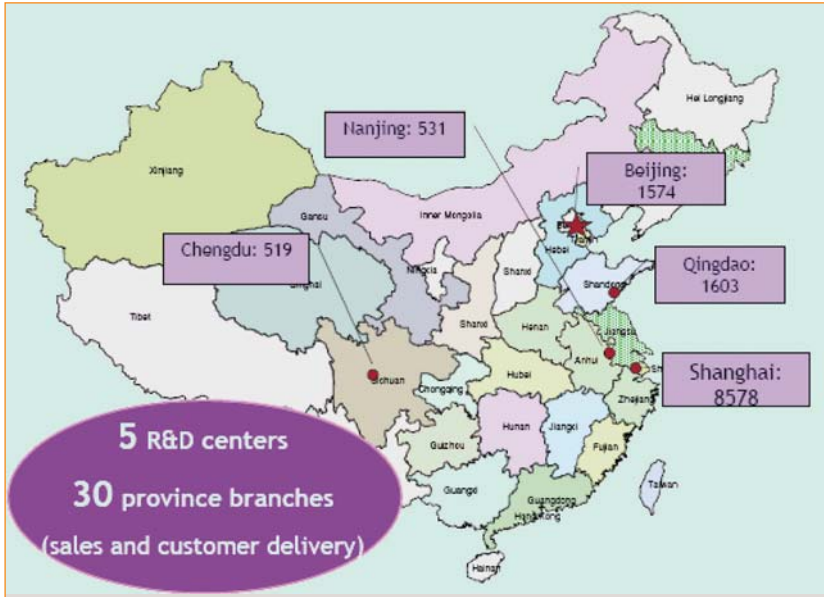 Hei Longjiang
Nanjing: 531
Beijing:
1574
Xinjiang
Gansu
Inner Mongolia
Hebei
Chengdu: 519
Ningxia
Shanxi
Shandong
Qingdao:
1603
Tibet
Shanxi
Henan
Jiangsu
Anhui
Sichuan
Hubei
Chongqing
Shanghai:
8578
Zhejiang
5 R&D centers
Hunan
Jiangxi
Guizhou
Fujian
30 province branches
Guangxi
Guangdong
Taiwan
Hong Kong
(sales and customer delivery)
Hainan